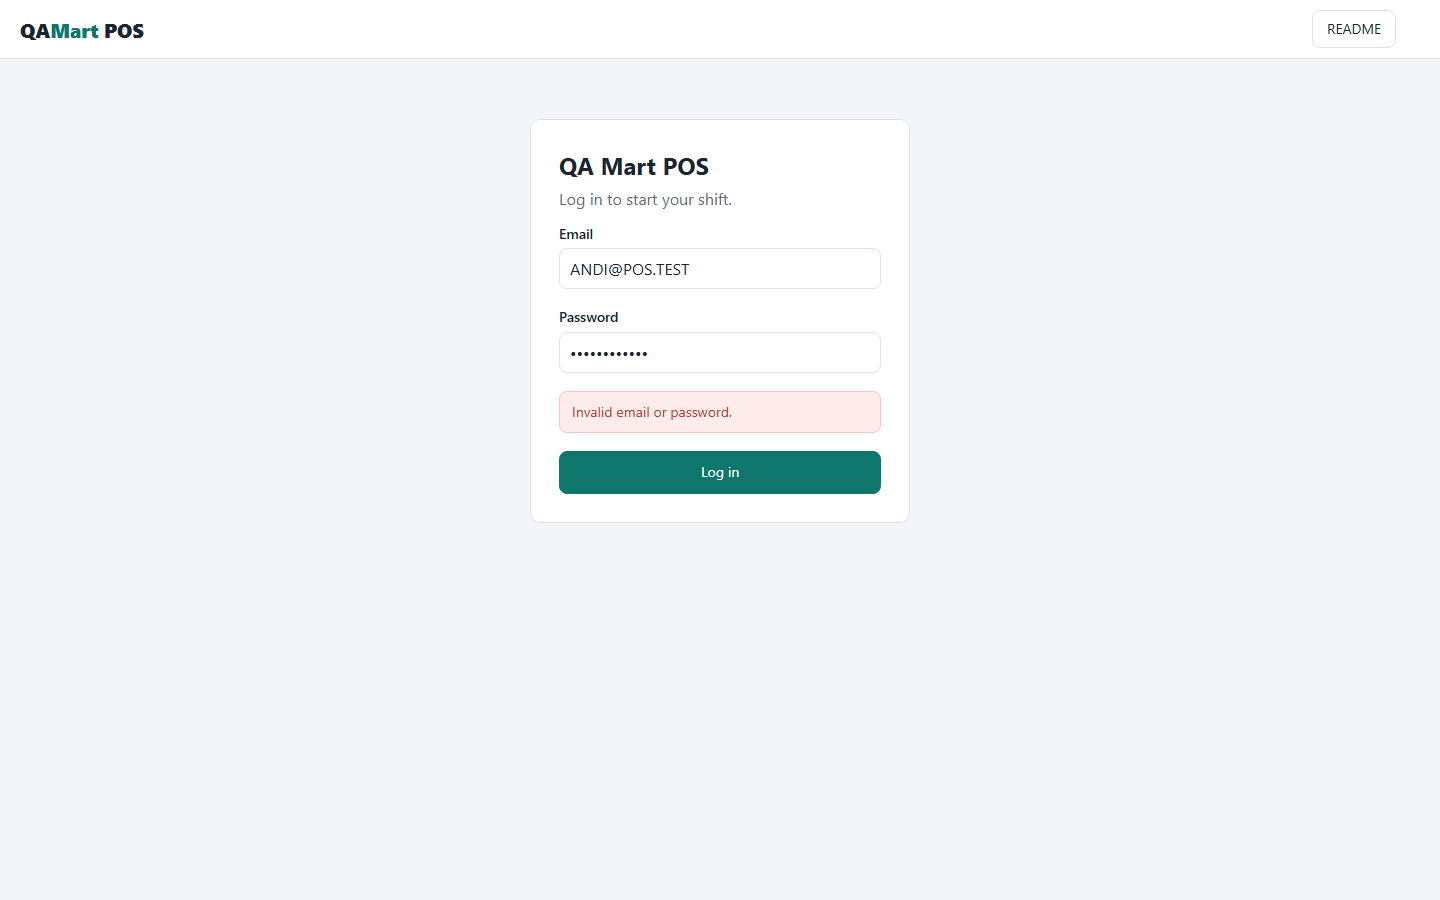 QAMart POS
README
QA Mart POS
Log in to start your shift.
Email
ANDI@POS.TEST
Password
••••••••••••
Invalid email or password.
Log in